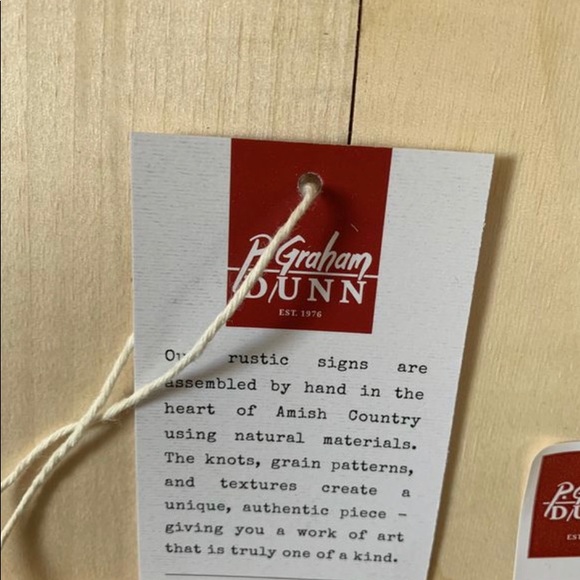 P. Graham
DUNN
EST. 1976
Our rustic signs are
assembled by hand in the
heart of Amish Country
using natural materials.
The knots, grain patterns,
and textures create a
unique, authentic piece –
giving you a work of art
that is truly one of a kind.